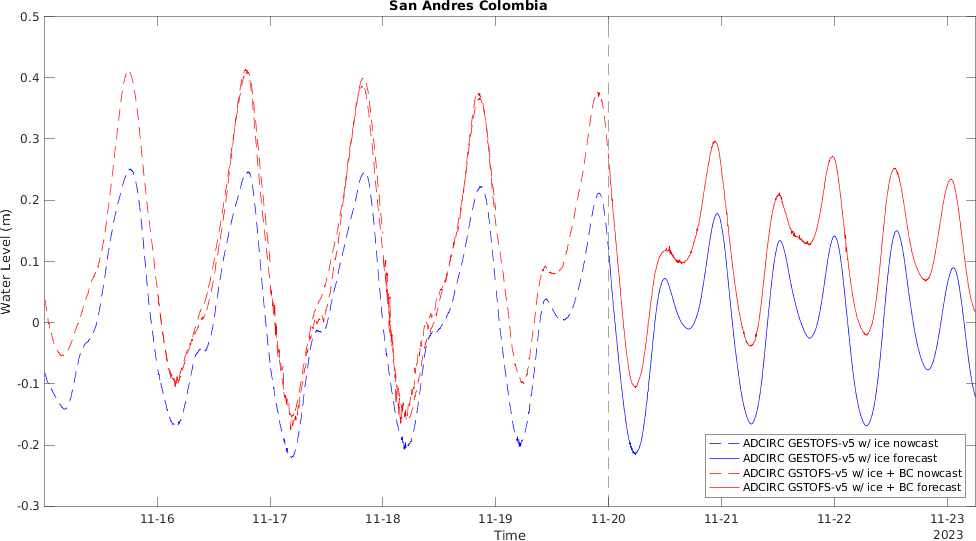 San Andres Colombia
0.5
0.4
0.3
0.2
0.1
0
-0.1
-0.2
-0.3
Water Level (m)
11-16
11-17
11-18
11-19
11-20
11-21
11-22
11-23
2023
Time
ADCIRC GESTOFS-v5 w/ ice nowcast
ADCIRC GESTOFS-v5 w/ ice forecast
ADCIRC GSTOFS-v5 w/ ice + BC nowcast
ADCIRC GSTOFS-v5 w/ ice + BC forecast